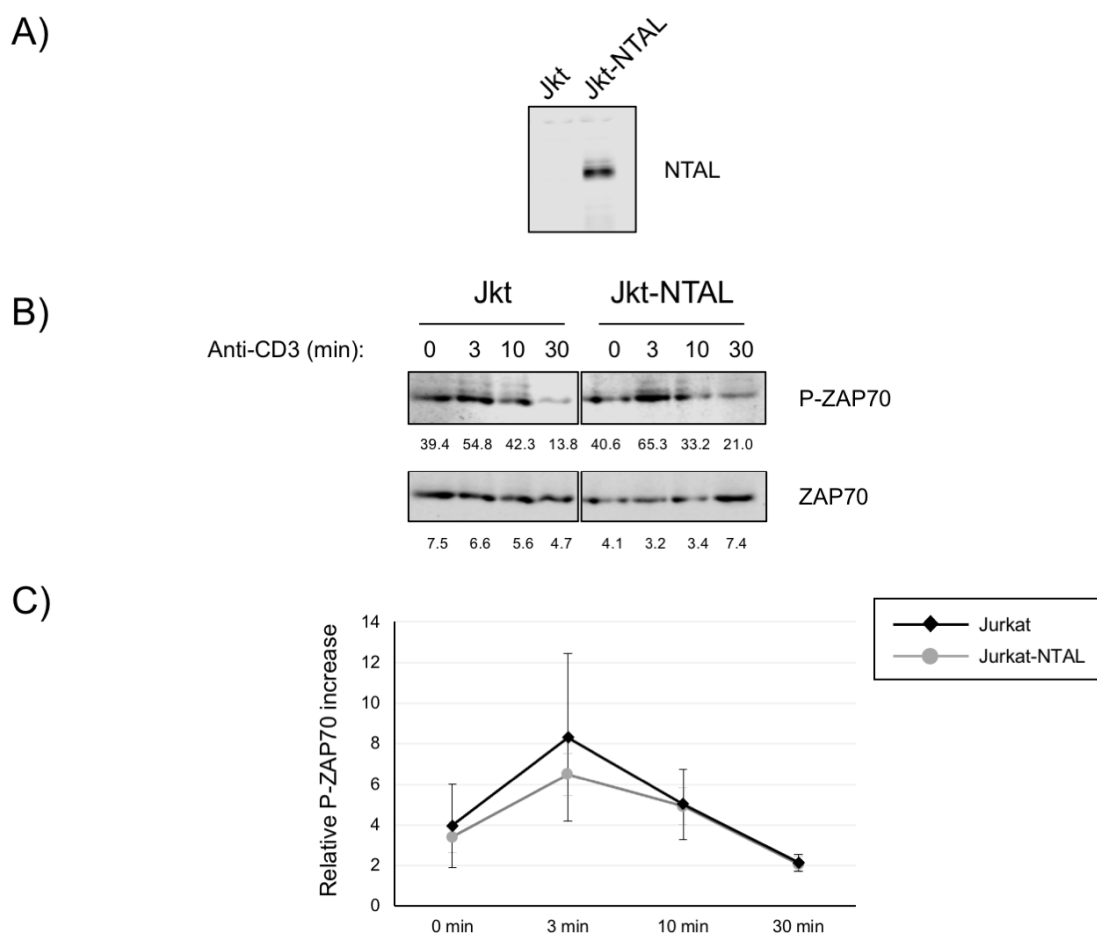 A)
Jkt Jkt-NTAL
NTAL
B)
Jkt Jkt-NTAL
Anti-CD3 (min): 0 3 10 30 0 3 10 30
P-ZAP70
39.4 54.8 42.3 13.8 40.6 65.3 33.2 21.0
ZAP70
7.5 6.6 5.6 4.7 4.1 3.2 3.4 7.4
C)
Jurkat
Jurkat-NTAL
Relative P-ZAP70 increase
14
12
10
8
6
4
2
0
0 min 3 min 10 min 30 min